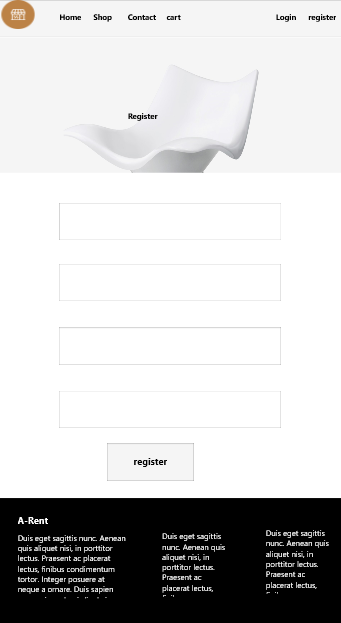 Home Shop Contact cart Login register
Register
register
A-Rent
Duis eget sagittis nunc. Aenean
quis aliquet nisi, in porttitor
lectus. Praesent ac placerat
lectus, finibus condimentum
tortor. Integer posuere at
neque a ornare. Duis sapien
Duis eget sagittis
nunc. Aenean
quis aliquet nisi, in
porttitor lectus.
Praesent ac
placerat lectus,
Duis eget sagittis
nunc. Aenean quis
aliquet nisi, in
porttitor lectus.
Praesent ac
placerat lectus,